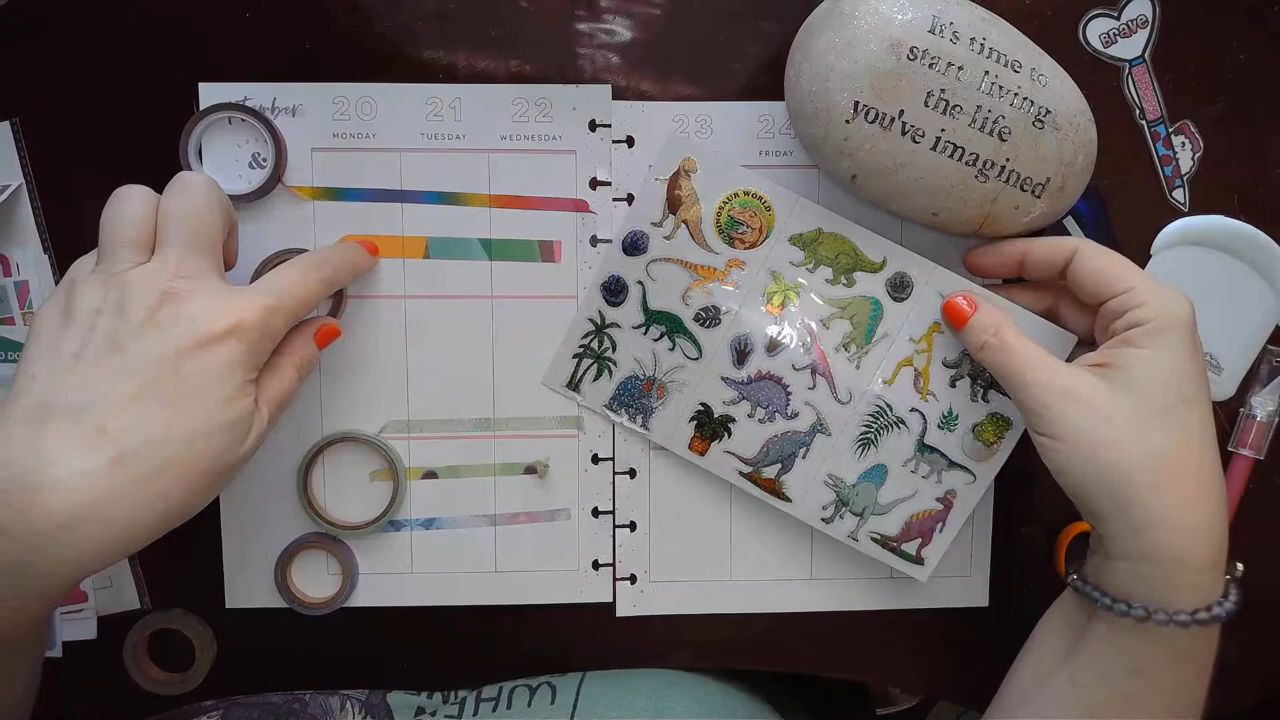 20
21
22
MONDAY
TUESDAY
WEDNESDAY
23
24
FRIDAY
&
DINOSAUR WORLD
It's time to
start living
the life
you've imagined
BRAVE
WHEN